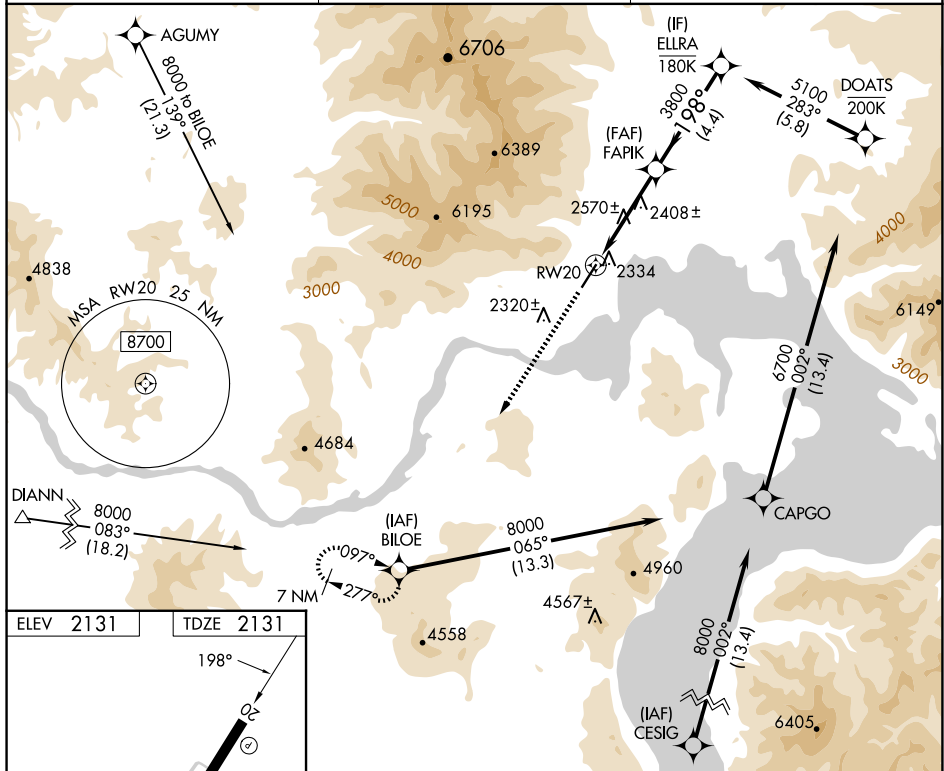 AGUMY
8000 to BILOE
139°
(21.3)
6706
(IF)
ELLRA
180K
3800
198°
(4.4)
5100
283°
(5.8)
DOATS
200K
(FAF)
FAPIK
6389
5000
6195
2570±
2408±
4000
4000
4838
3000
RW20
2334
MSA RW20 25 NM
8700
2320±
6149
3000
6700
002°
(13.4)
4684
CAPGO
DIANN
8000
083°
(18.2)
(IAF)
BILOE
8000
065°
(13.3)
097°
277°
7 NM
4960
4567±
4558
8000
002°
(13.4)
(IAF)
CESIG
6405
ELEV 2131
TDZE 2131
198°
20
P